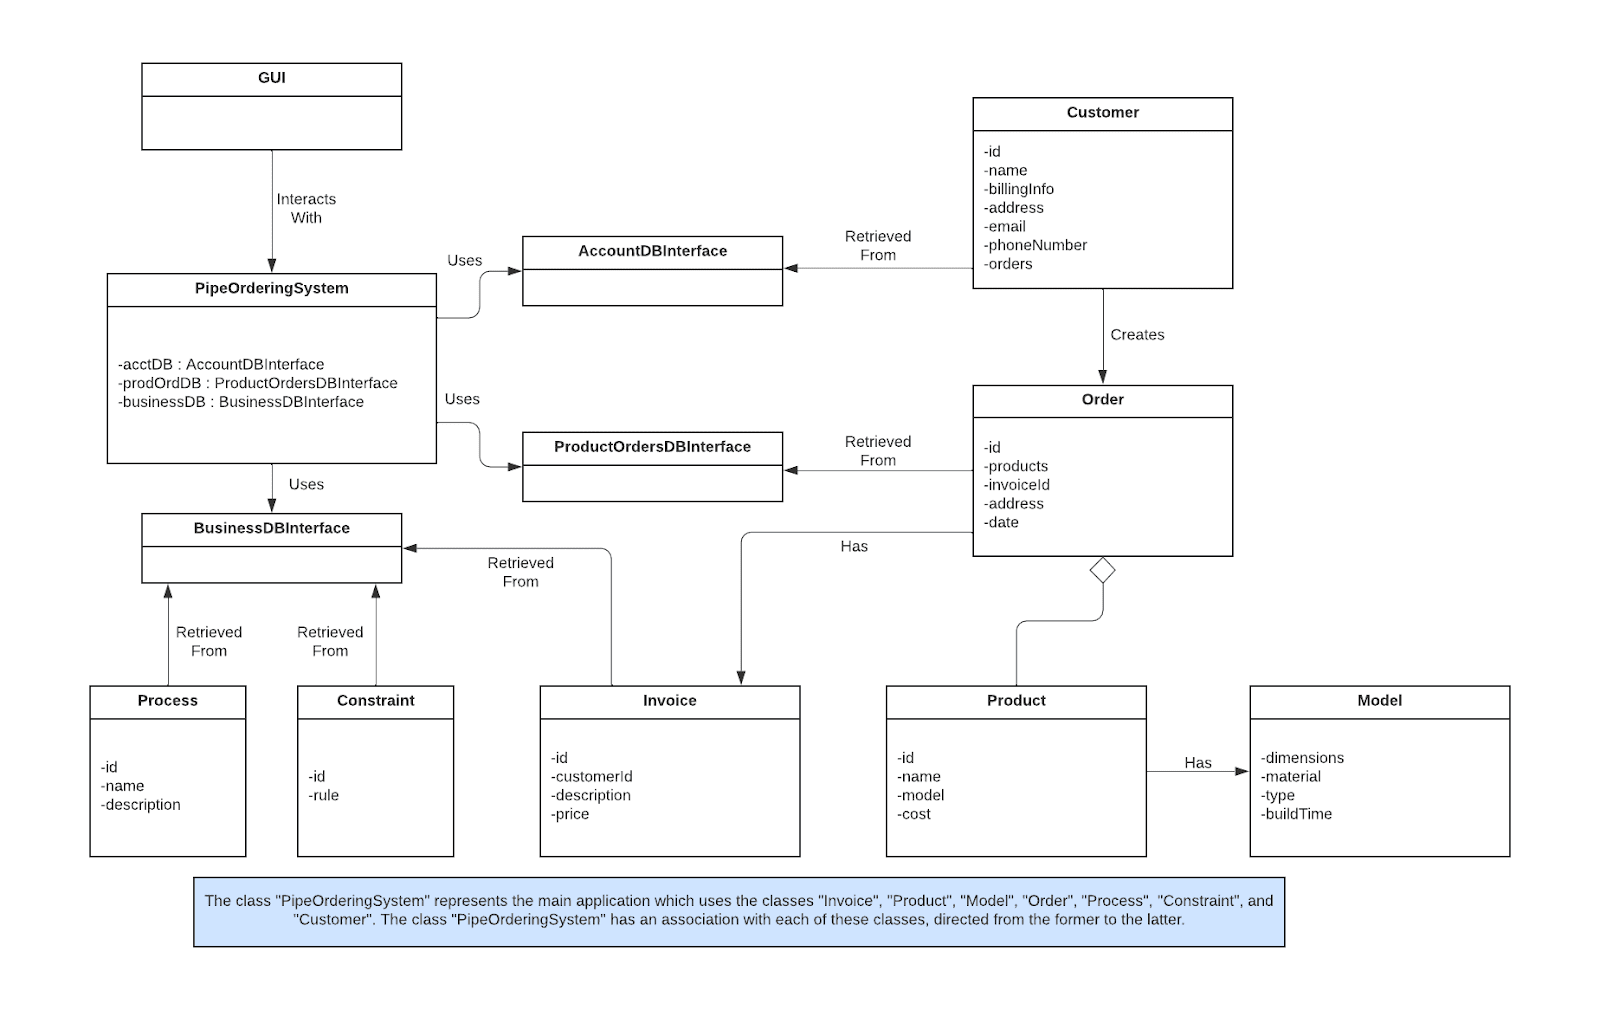 GUI
Interacts
With
PipeOrderingSystem
-acctDB : AccountDBInterface
-prodOrdDB : ProductOrdersDBInterface
-businessDB : BusinessDBInterface
Uses
AccountDBInterface
Retrieved
From
Customer
-id
-name
-billingInfo
-address
-email
-phoneNumber
-orders
Creates
Uses
ProductOrdersDBInterface
Retrieved
From
Order
-id
-products
-invoiceId
-address
-date
Uses
BusinessDBInterface
Retrieved
From
Has
Retrieved
From
Retrieved
From
Process
-id
-name
-description
Constraint
-id
-rule
Invoice
-id
-customerId
-description
-price
Product
-id
-name
-model
-cost
Has
Model
-dimensions
-material
-type
-buildTime
The class "PipeOrderingSystem" represents the main application which uses the classes "Invoice", "Product", "Model", "Order", "Process", "Constraint", and
"Customer". The class "PipeOrderingSystem" has an association with each of these classes, directed from the former to the latter.